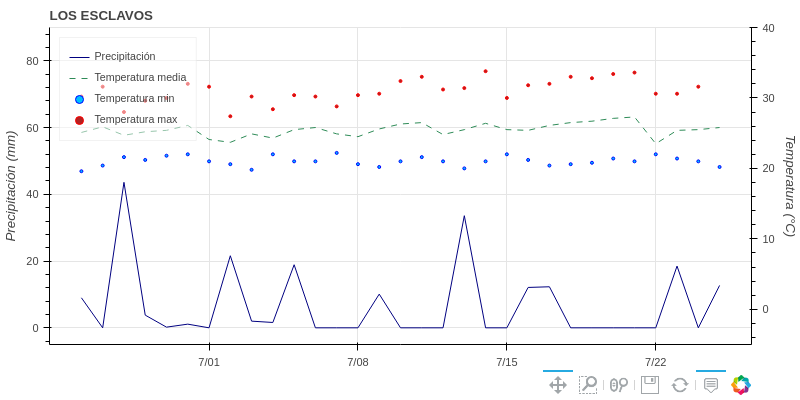 LOS ESCLAVOS
Precipitación
Temperatura media
Temperatura min
Temperatura max
Precipitación (mm)
80
60
40
20
0
Temperatura (°C)
40
30
20
10
0
7/01
7/08
7/15
7/22